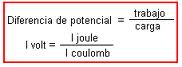 Diferencia de potencial = trabajo / carga
I volt = I joule / I coulomb